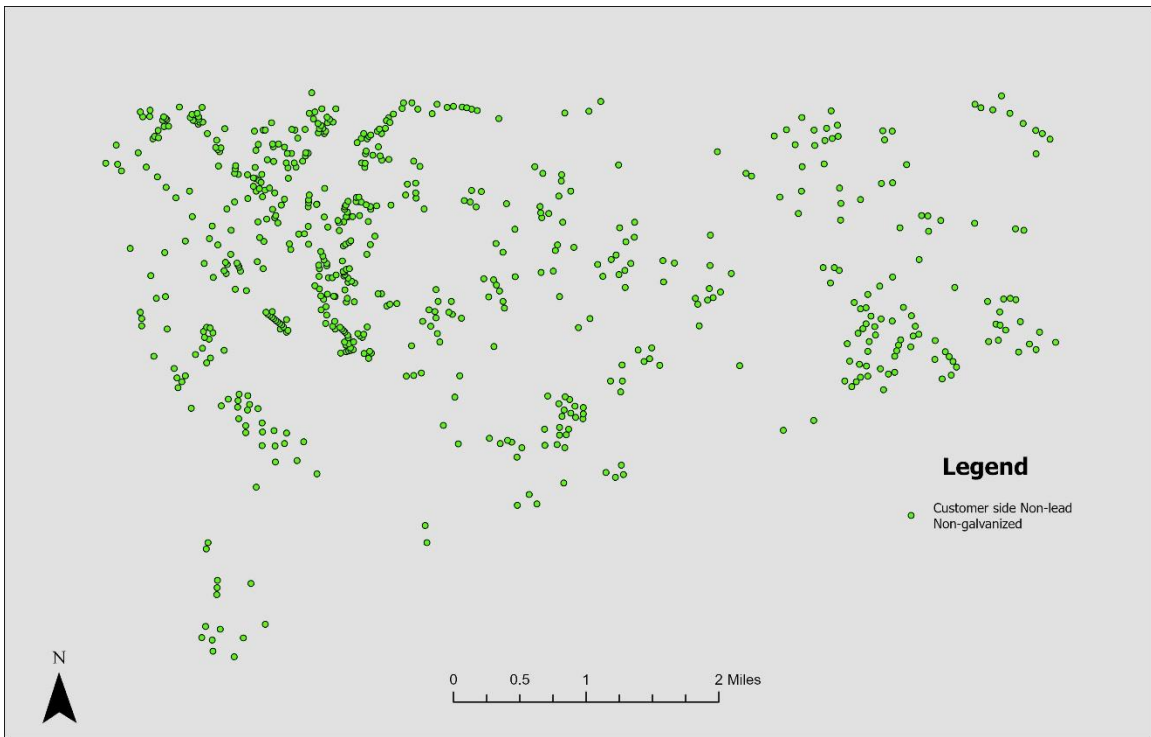 Legend
Customer side Non-lead
Non-galvanized
N
0 0.5 1 2 Miles